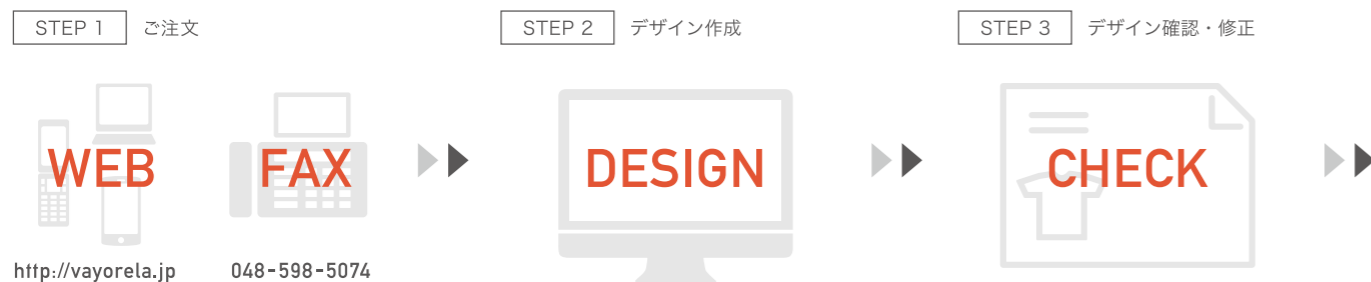 STEP 1 ご注文
WEB
FAX
http://vayorela.jp
048-598-5074
STEP 2 デザイン作成
DESIGN
STEP 3 デザイン確認・修正
CHECK